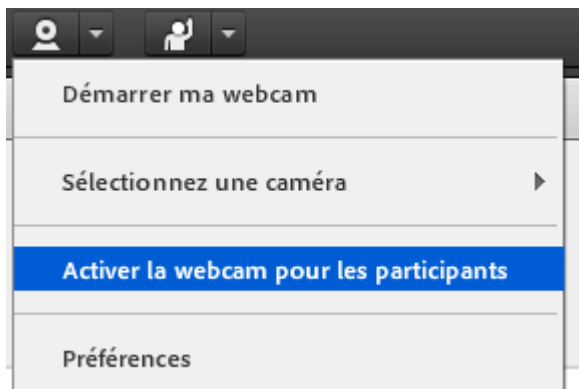 Démarrer ma webcam
Sélectionnez une caméra
Activer la webcam pour les participants
Préférences